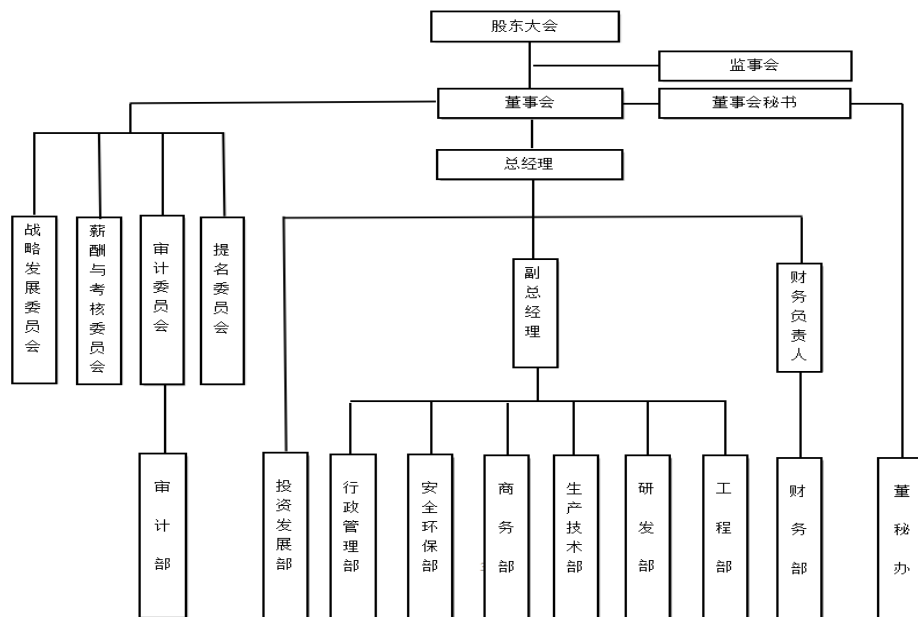 股东大会
监事会
董事会
董事会秘书
总经理
战略发展委员会
薪酬与考核委员会
审计委员会
提名委员会
副总经理
财务负责人
审计部
投资发展部
行政管理部
安全环保部
商务部
生产技术部
研发部
工程部
财务部
董秘办